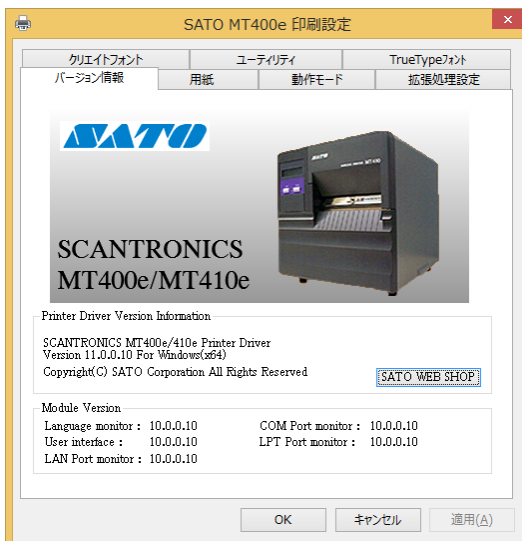 SATO MT400e 印刷設定
クリエイトフォント ユーティリティ TrueTypeフォント
バージョン情報 用紙 動作モード 拡張処理設定
SATO
SATO MT400
SCANTRONICS
MT400e/MT410e
Printer Driver Version Information
SCANTRONICS MT400e/410e Printer Driver
Version 11.0.0.10 For Windows(x64)
Copyright(C) SATO Corporation All Rights Reserved
SATO WEB SHOP
Module Version
Language monitor : 10.0.0.10 COM Port monitor : 10.0.0.10
User interface : 10.0.0.10 LPT Port monitor : 10.0.0.10
LAN Port monitor : 10.0.0.10
OK キャンセル 適用(A)